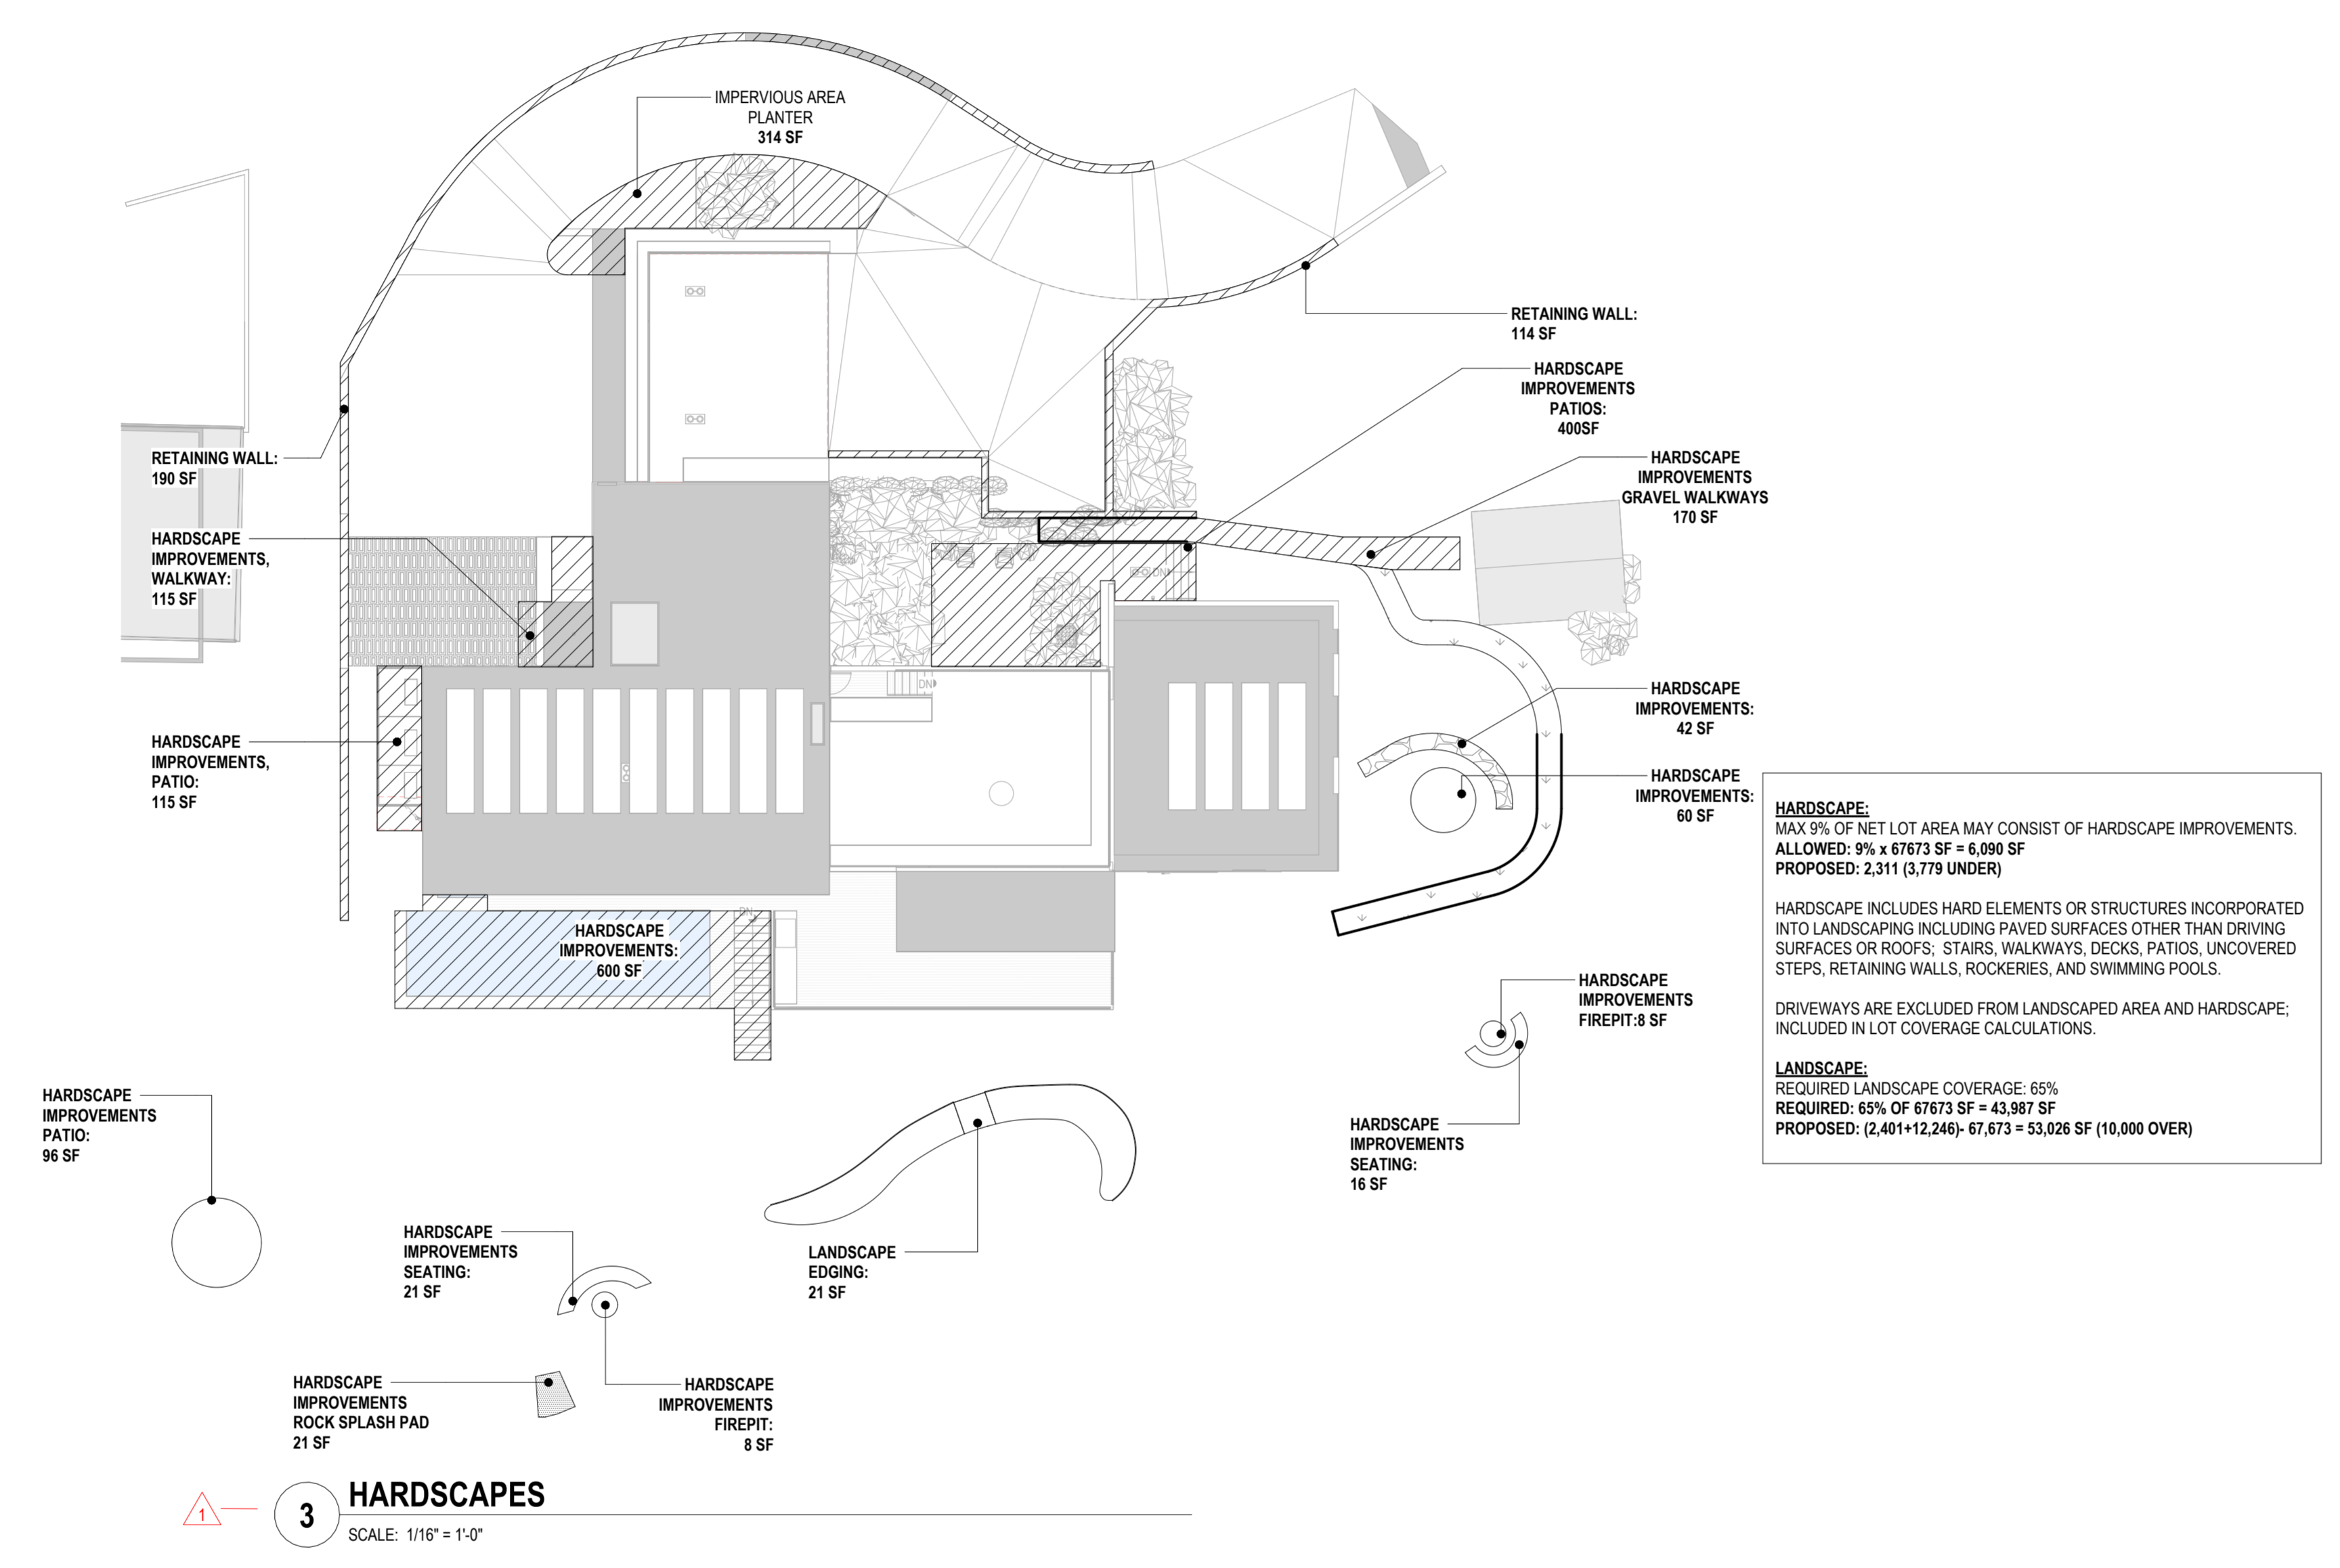 IMPERVIOUS AREA
PLANTER
314 SF
RETAINING WALL:
114 SF
HARDSCAPE
IMPROVEMENTS
PATIOS:
400SF
HARDSCAPE
IMPROVEMENTS
GRAVEL WALKWAYS
170 SF
RETAINING WALL:
190 SF
HARDSCAPE
IMPROVEMENTS,
WALKWAY:
115 SF
DN
DN
HARDSCAPE
IMPROVEMENTS:
42 SF
HARDSCAPE
IMPROVEMENTS,
PATIO:
115 SF
HARDSCAPE
IMPROVEMENTS:
60 SF
DN
HARDSCAPE
IMPROVEMENTS:
600 SF
HARDSCAPE:
MAX 9% OF NET LOT AREA MAY CONSIST OF HARDSCAPE IMPROVEMENTS.
ALLOWED: 9% x 67673 SF = 6,090 SF
PROPOSED: 2,311 (3,779 UNDER)
HARDSCAPE INCLUDES HARD ELEMENTS OR STRUCTURES INCORPORATED
INTO LANDSCAPING INCLUDING PAVED SURFACES OTHER THAN DRIVING
SURFACES OR ROOFS; STAIRS, WALKWAYS, DECKS, PATIOS, UNCOVERED
STEPS, RETAINING WALLS, ROCKERIES, AND SWIMMING POOLS.
DRIVEWAYS ARE EXCLUDED FROM LANDSCAPED AREA AND HARDSCAPE;
INCLUDED IN LOT COVERAGE CALCULATIONS.
LANDSCAPE:
REQUIRED LANDSCAPE COVERAGE: 65%
REQUIRED: 65% OF 67673 SF = 43,987 SF
PROPOSED: (2,401+12,246)- 67,673 = 53,026 SF (10,000 OVER)
HARDSCAPE
IMPROVEMENTS
FIREPIT:8 SF
HARDSCAPE
IMPROVEMENTS
SEATING:
16 SF
HARDSCAPE
IMPROVEMENTS
PATIO:
96 SF
HARDSCAPE
IMPROVEMENTS
SEATING:
21 SF
LANDSCAPE
EDGING:
21 SF
HARDSCAPE
IMPROVEMENTS
ROCK SPLASH PAD
21 SF
HARDSCAPE
IMPROVEMENTS
FIREPIT:
8 SF
1
3
HARDSCAPES
SCALE: 1/16" = 1'-0"